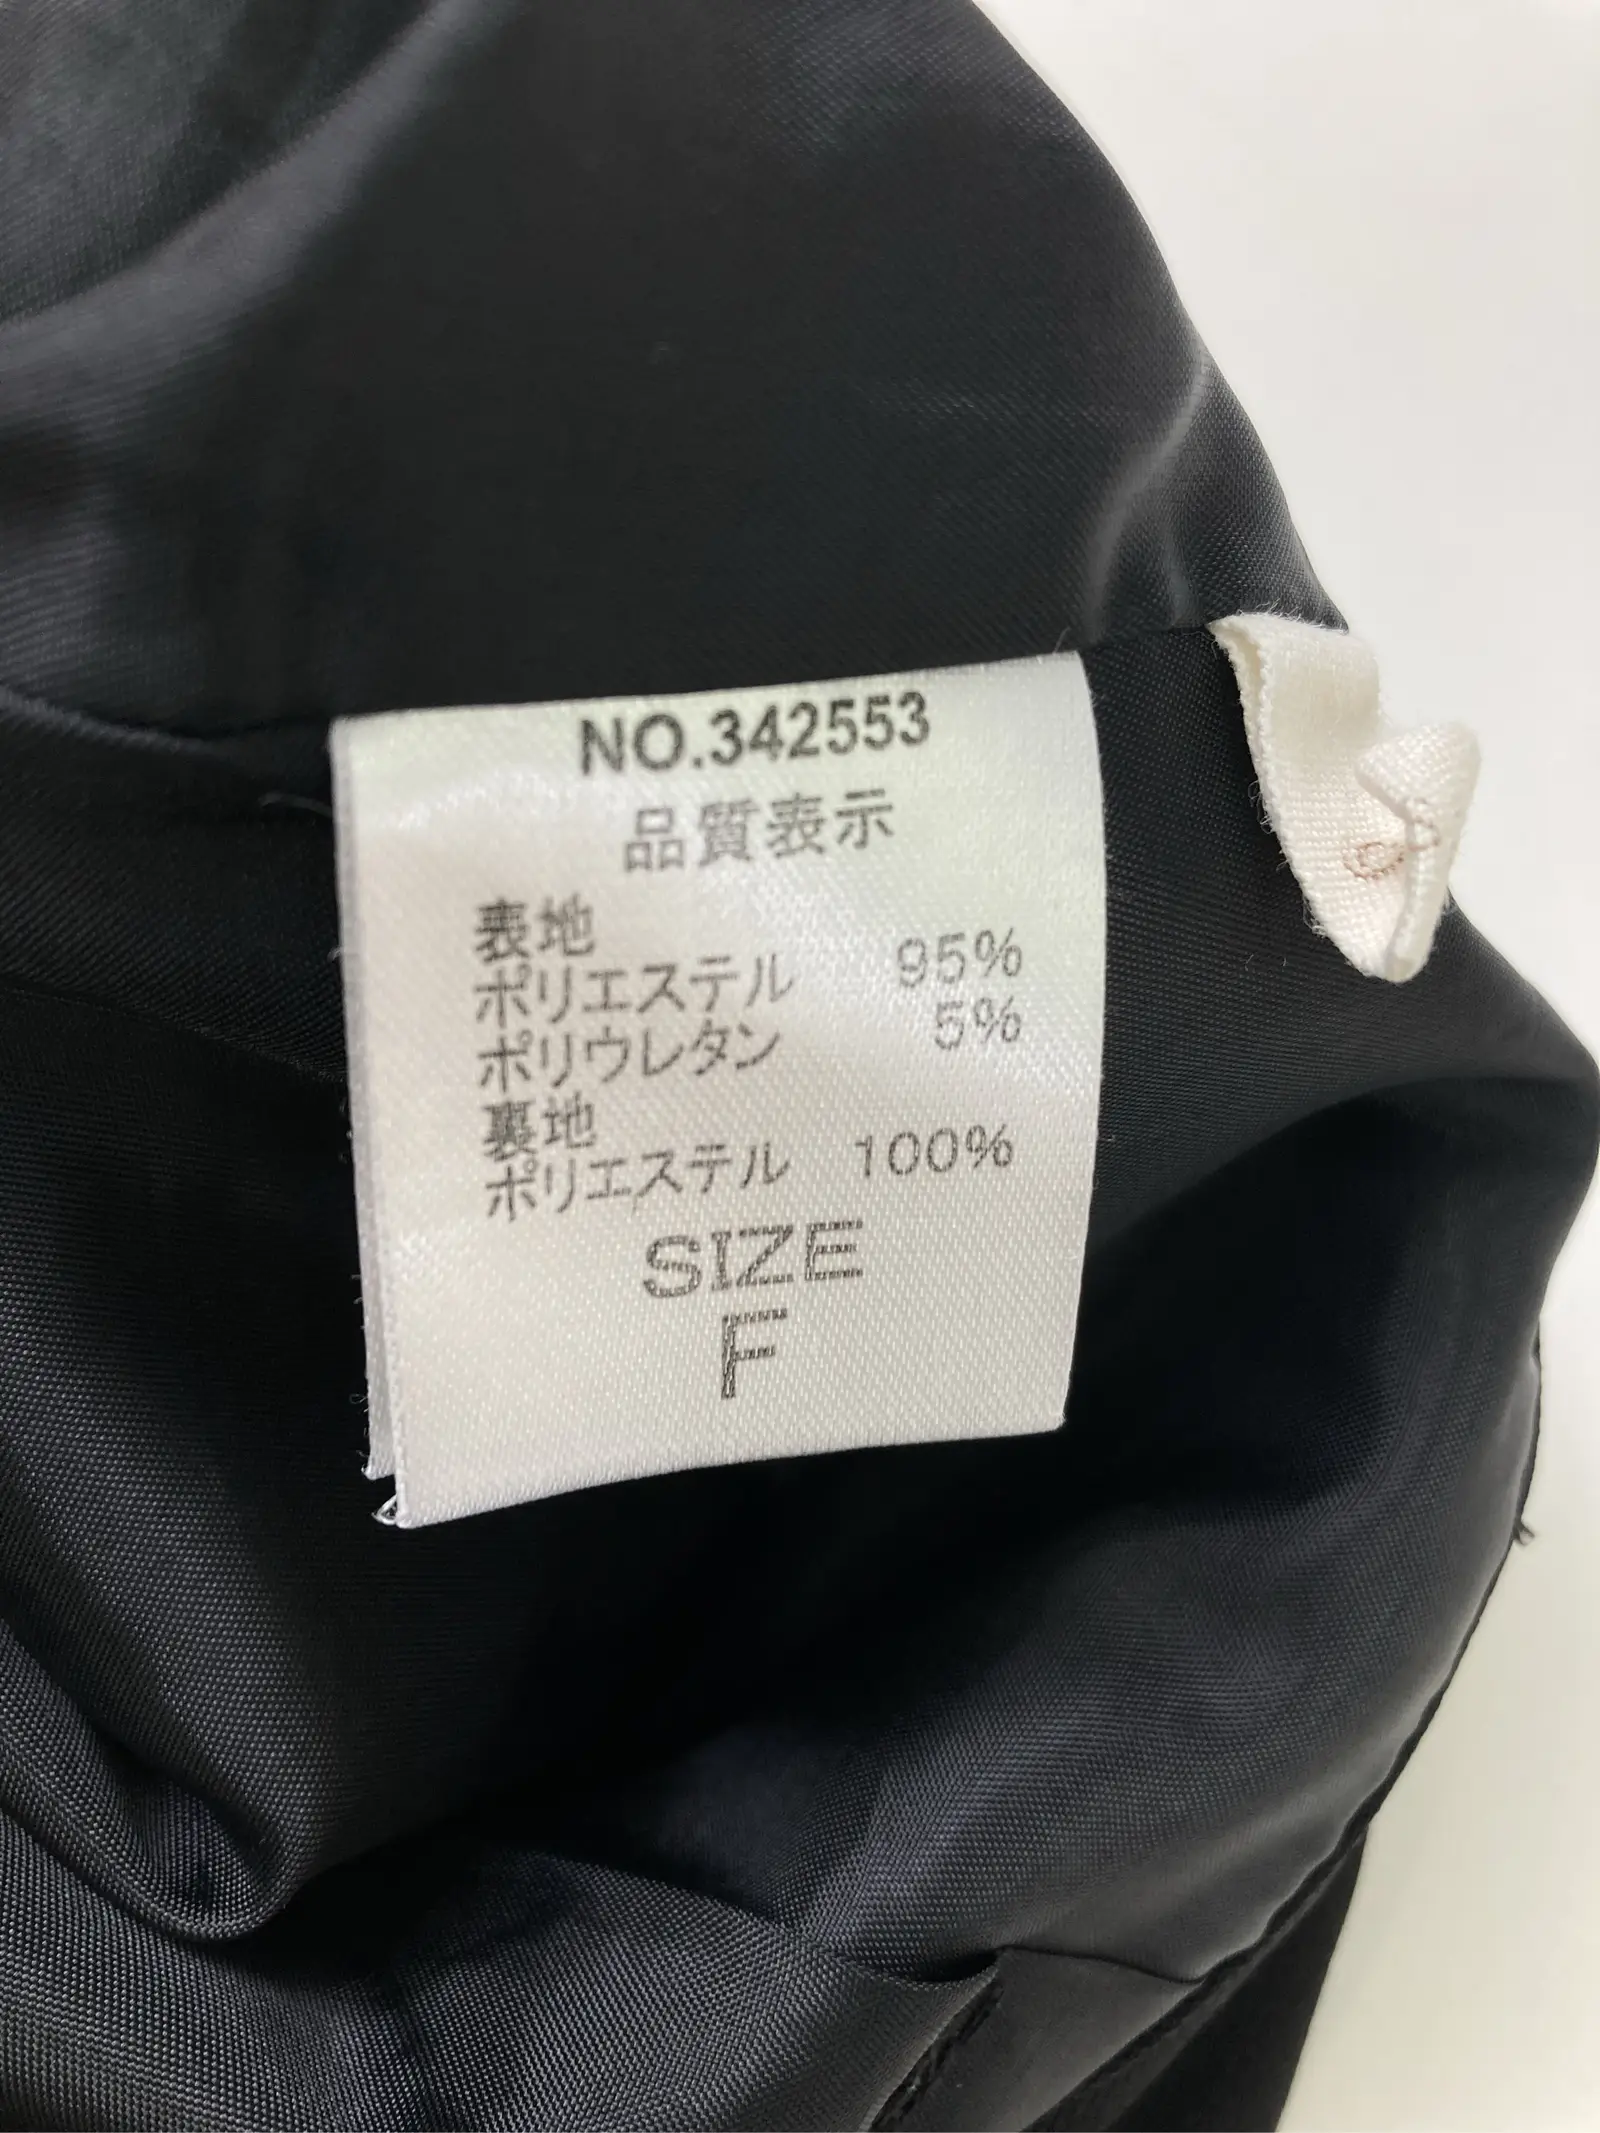 NO.342553
品質表示
表地
ポリエステル 95%
ポリウレタン 5%
裏地
ポリエステル 100%
SIZE
F